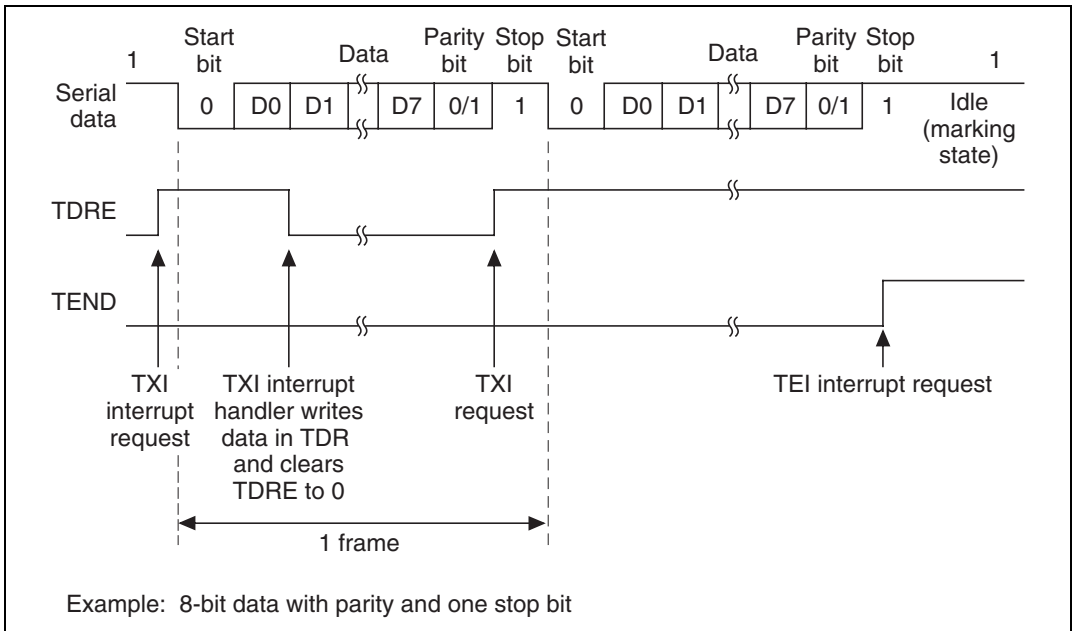 1 Start bit Data Parity bit Stop bit Start bit Data Parity bit Stop bit 1
Serial data 0 D0 D1 D7 0/1 1 0 D0 D1 D7 0/1 1 Idle (marking state)
TDRE
TEND
TXI interrupt request
TXI interrupt handler writes data in TDR and clears TDRE to 0
TXI request
TEI interrupt request
1 frame
Example: 8-bit data with parity and one stop bit